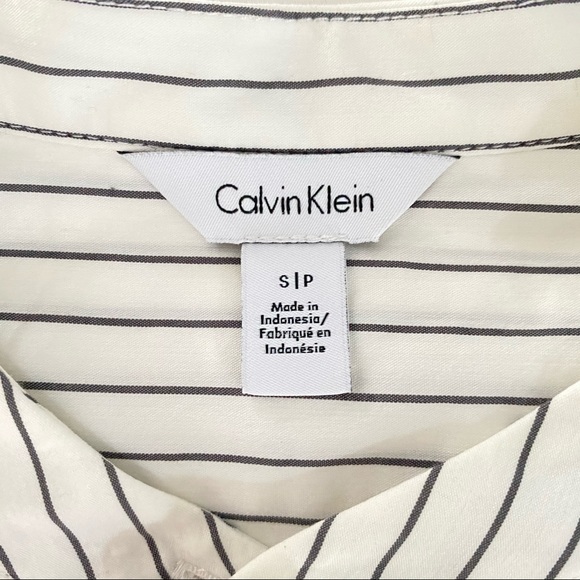 Calvin Klein
S|P
Made in
Indonesia/
Fabriqué en
Indonésie